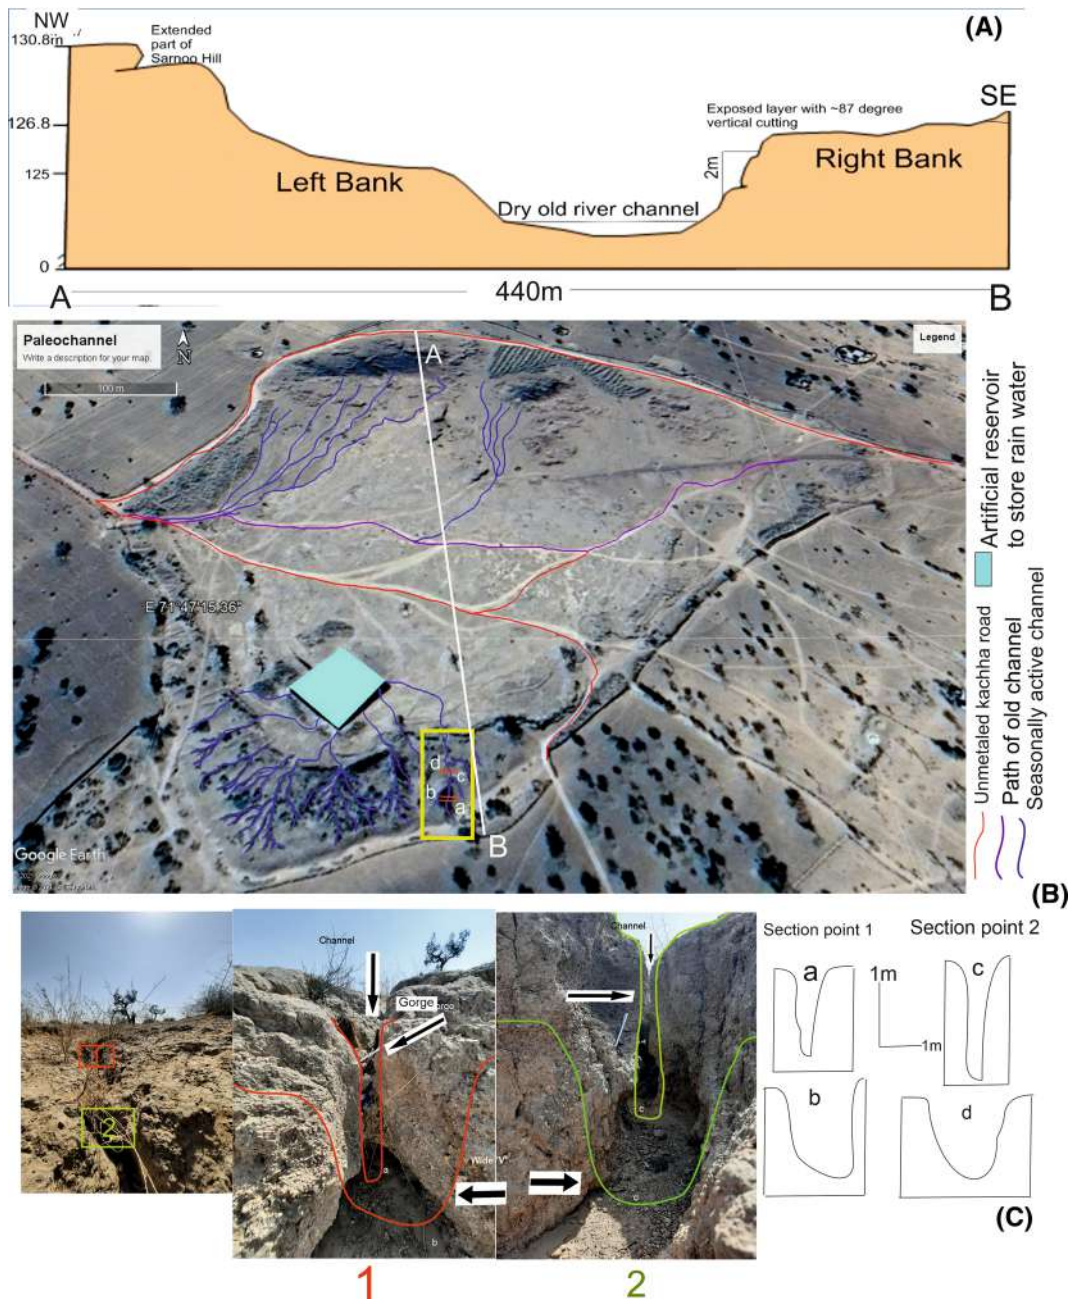 (A)
NW
130.8m
Extended
part of
Sarnoo Hill
126.8
125
0
Left Bank
Dry old river channel
Exposed layer with ~87 degree
vertical cutting
2m
SE
Right Bank
A
440m
B
Paleochannel
Write a description for your map.
N
100 m
Legend
A
E 71°47'15.36"
d
c
b
a
B
Google Earth
Artificial reservoir
to store rain water
Unmetaled kachha road
Path of old channel
Seasonally active channel
(B)
2
Channel
Gorge
a
Wide 'V'
b
1
Channel
c
2
Section point 1
Section point 2
a
c
1m
1m
b
d
(C)